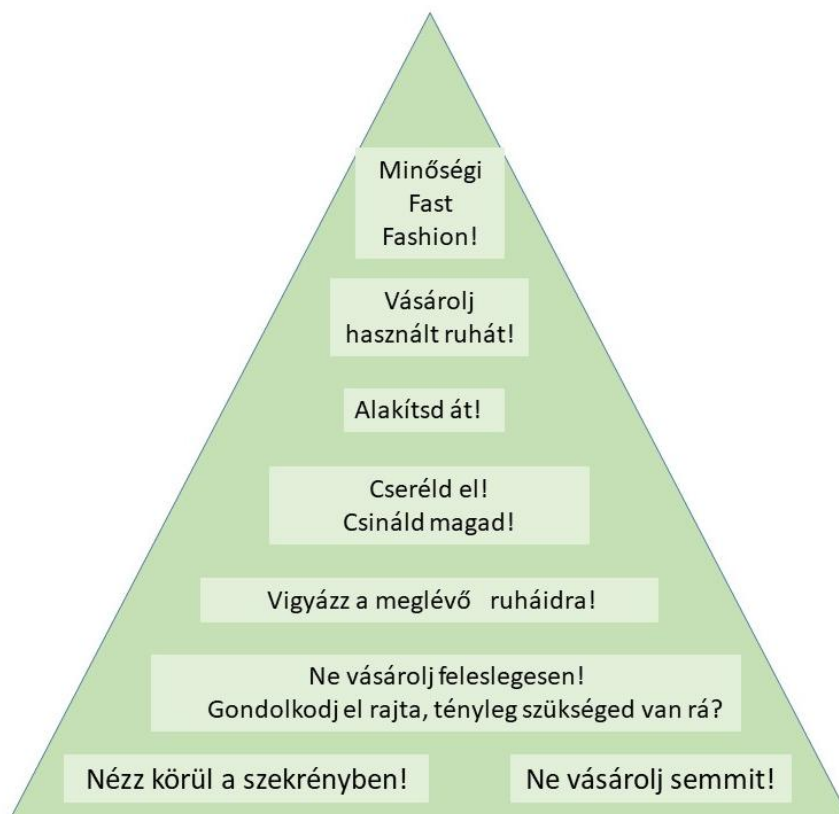 Minőségi
Fast
Fashion!
Vásárolj
használt ruhát!
Alakítsd át!
Cseréld el!
Csináld magad!
Vigyázz a meglévő ruháidra!
Ne vásárolj feleslegesen!
Gondolkodj el rajta, tényleg szükséged van rá?
Nézz körül a szekrényben!
Ne vásárolj semmit!